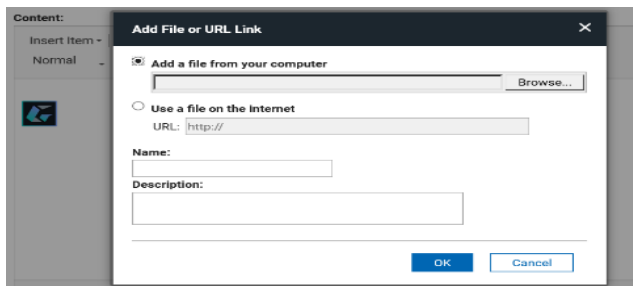 Content:
Insert Item
Normal
Add File or URL Link
Add a file from your computer
Browse...
Use a file on the internet
URL: http://
Name:
Description:
OK
Cancel